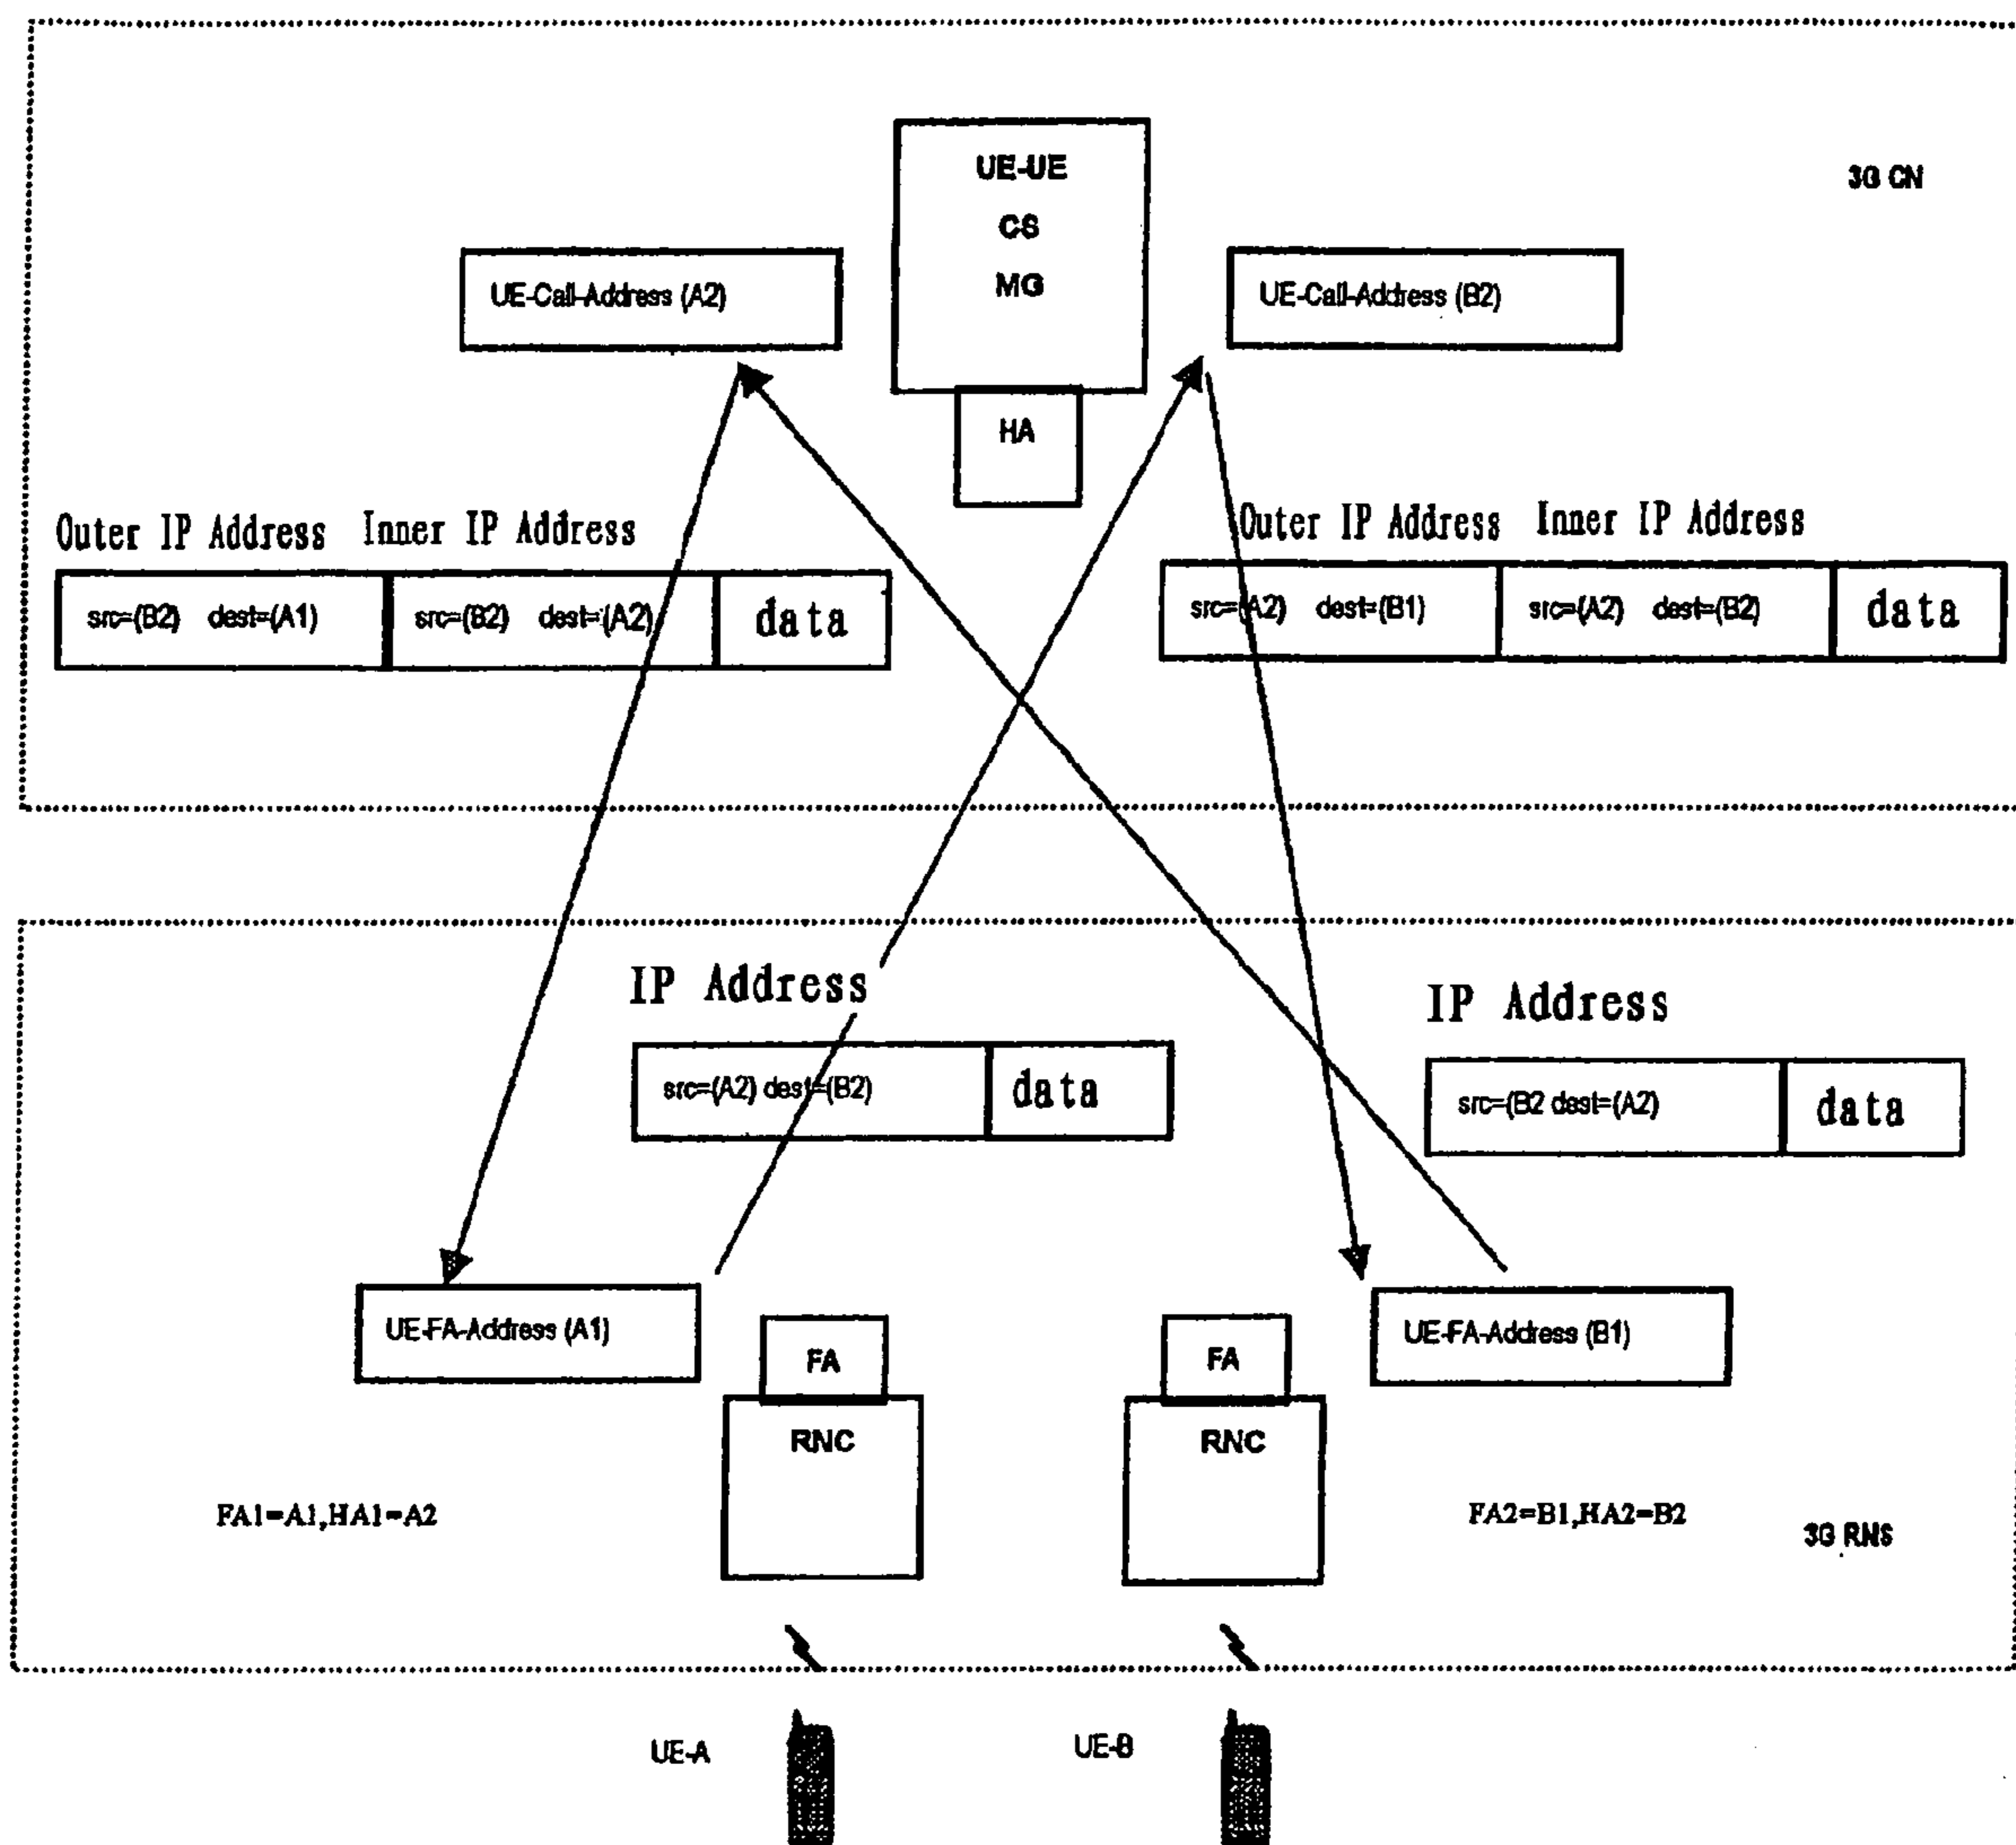 UE-UE
CS
MG
3G CN
UE-Call-Address (A2)
UE-Call-Address (B2)
HA
Outer IP Address Inner IP Address
Outer IP Address Inner IP Address
src=(B2) dest=(A1) src=(B2) dest=(A2) data
src=(A2) dest=(B1) src=(A2) dest=(B2) data
IP Address
IP Address
src=(A2) dest=(B2) data
src=(B2 dest=(A2) data
UE-FA-Address (A1)
FA
FA
UE-FA-Address (B1)
RNC
RNC
FA1=A1,HA1=A2
FA2=B1,HA2=B2
3G RNS
UE-A
UE-B